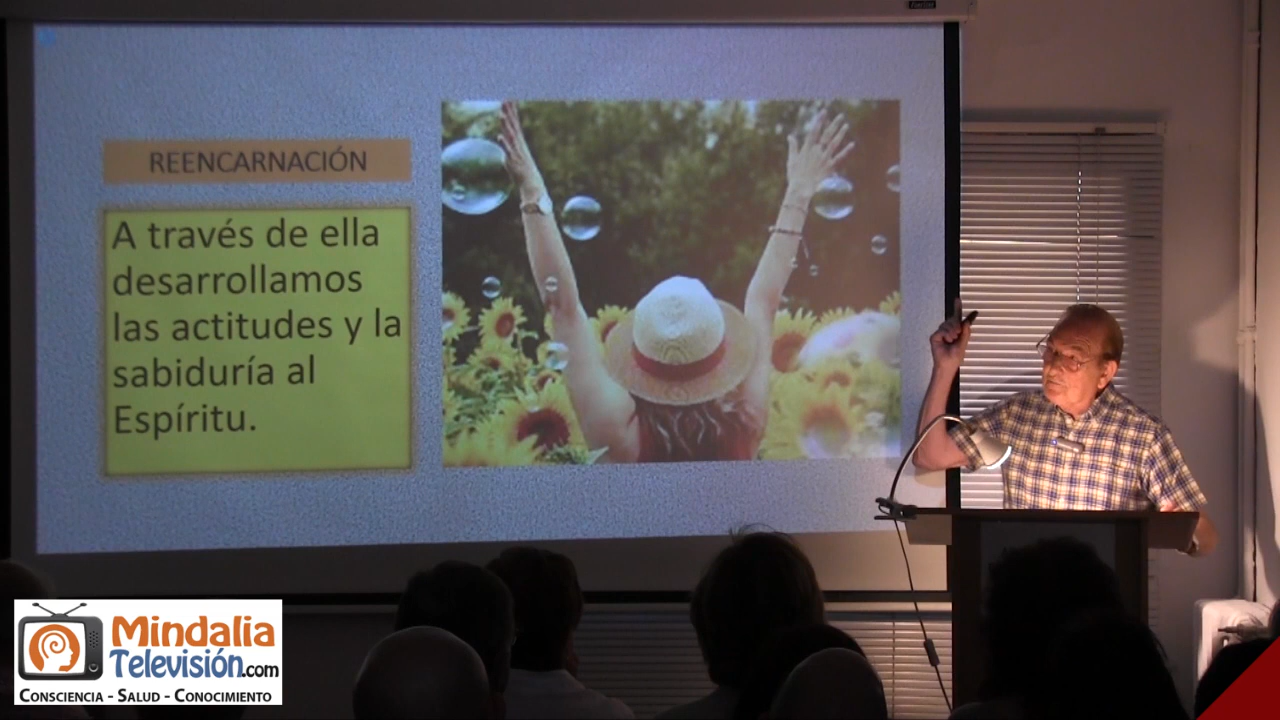 REENCARNACIÓN
A través de ella
desarrollamos
las actitudes y la
sabiduría al
Espíritu.
Mindalia
Televisión.com
CONSCIENCIA - SALUD - CONOCIMIENTO